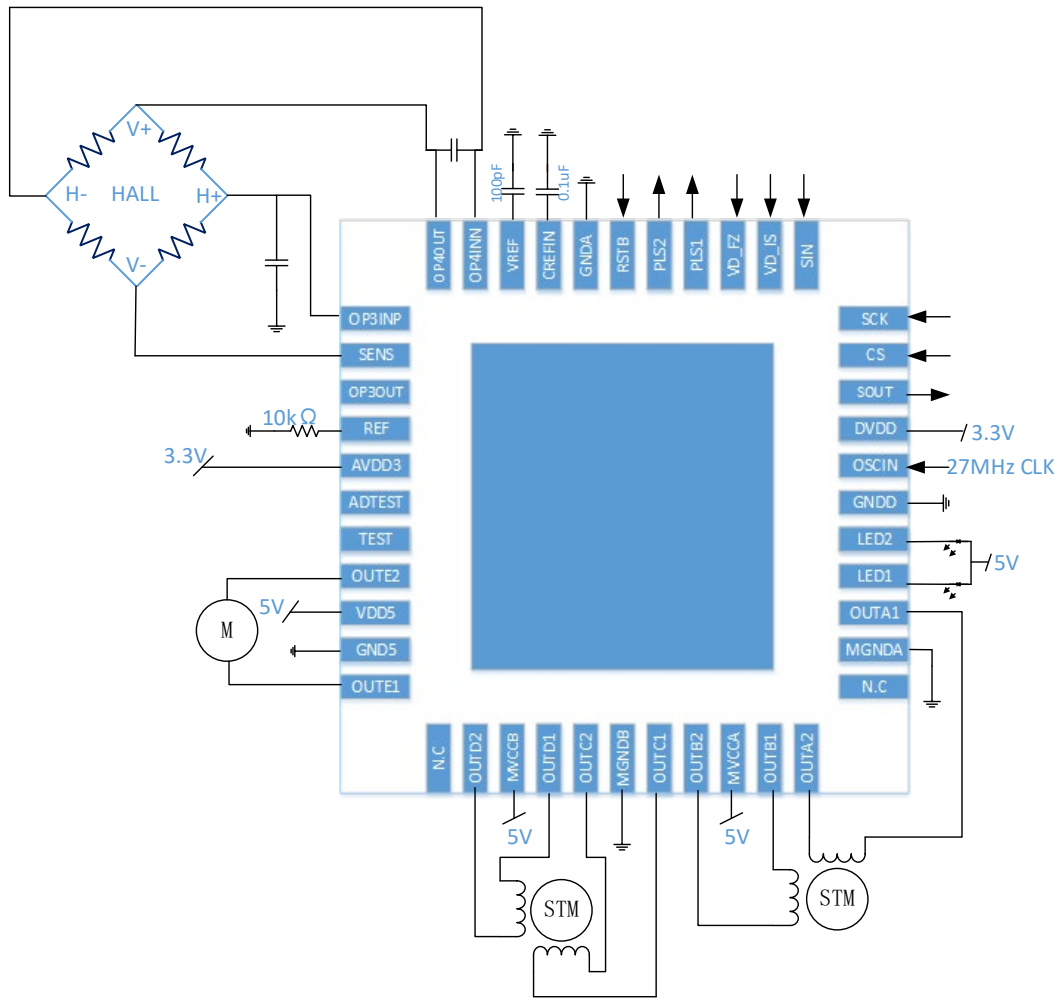 V+
H-
HALL
H+
V-
100pF
0.1uF
OP4OUT
OP4INN
VREF
CREFIN
GNDA
RSTB
PLS2
PLS1
VD_FZ
VD_IS
SIN
OP3INP
SENS
OP3OUT
10kΩ
REF
3.3V
AVDD3
ADTEST
TEST
OUTE2
5V
VDD5
M
GND5
OUTE1
SCK
CS
SOUT
DVDD
3.3V
OSCIN
27MHz CLK
GNDD
LED2
5V
LED1
OUTA1
MGNDA
N.C
N.C
OUTD2
MVCCB
OUTD1
OUTC2
MGNDB
OUTC1
OUTB2
MVCCA
OUTB1
OUTA2
5V
5V
STM
STM